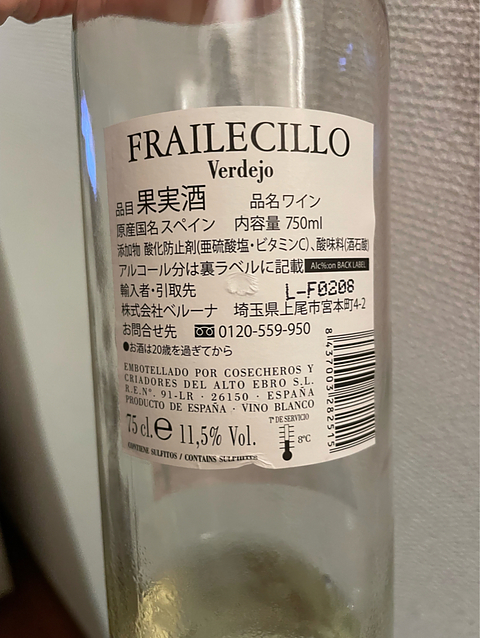 FRAILECILLO
Verdejo
品目 果実酒 品名 ワイン
原産国名 スペイン 内容量 750ml
添加物 酸化防止剤(亜硫酸塩・ビタミンC)、酸味料(酒石酸)
アルコール分は裏ラベルに記載 Alc%:on BACK LABEL
輸入者・引取先 L-F0208
株式会社ベルーナ 埼玉県上尾市宮本町4-2
お問合せ先 0120-559-950
●お酒は20歳を過ぎてから
EMBOTELLADO POR COSECHEROS Y
CRIADORES DEL ALTO EBRO S.L.
R.E.Nº. 91-LR · 26150 · ESPAÑA
PRODUCTO DE ESPAÑA · VINO BLANCO
75 cl. e 11,5% Vol.
Tª DE SERVICIO
8°C
CONTIENE SULFITOS / CONTAINS SULPHITES
8437003282515